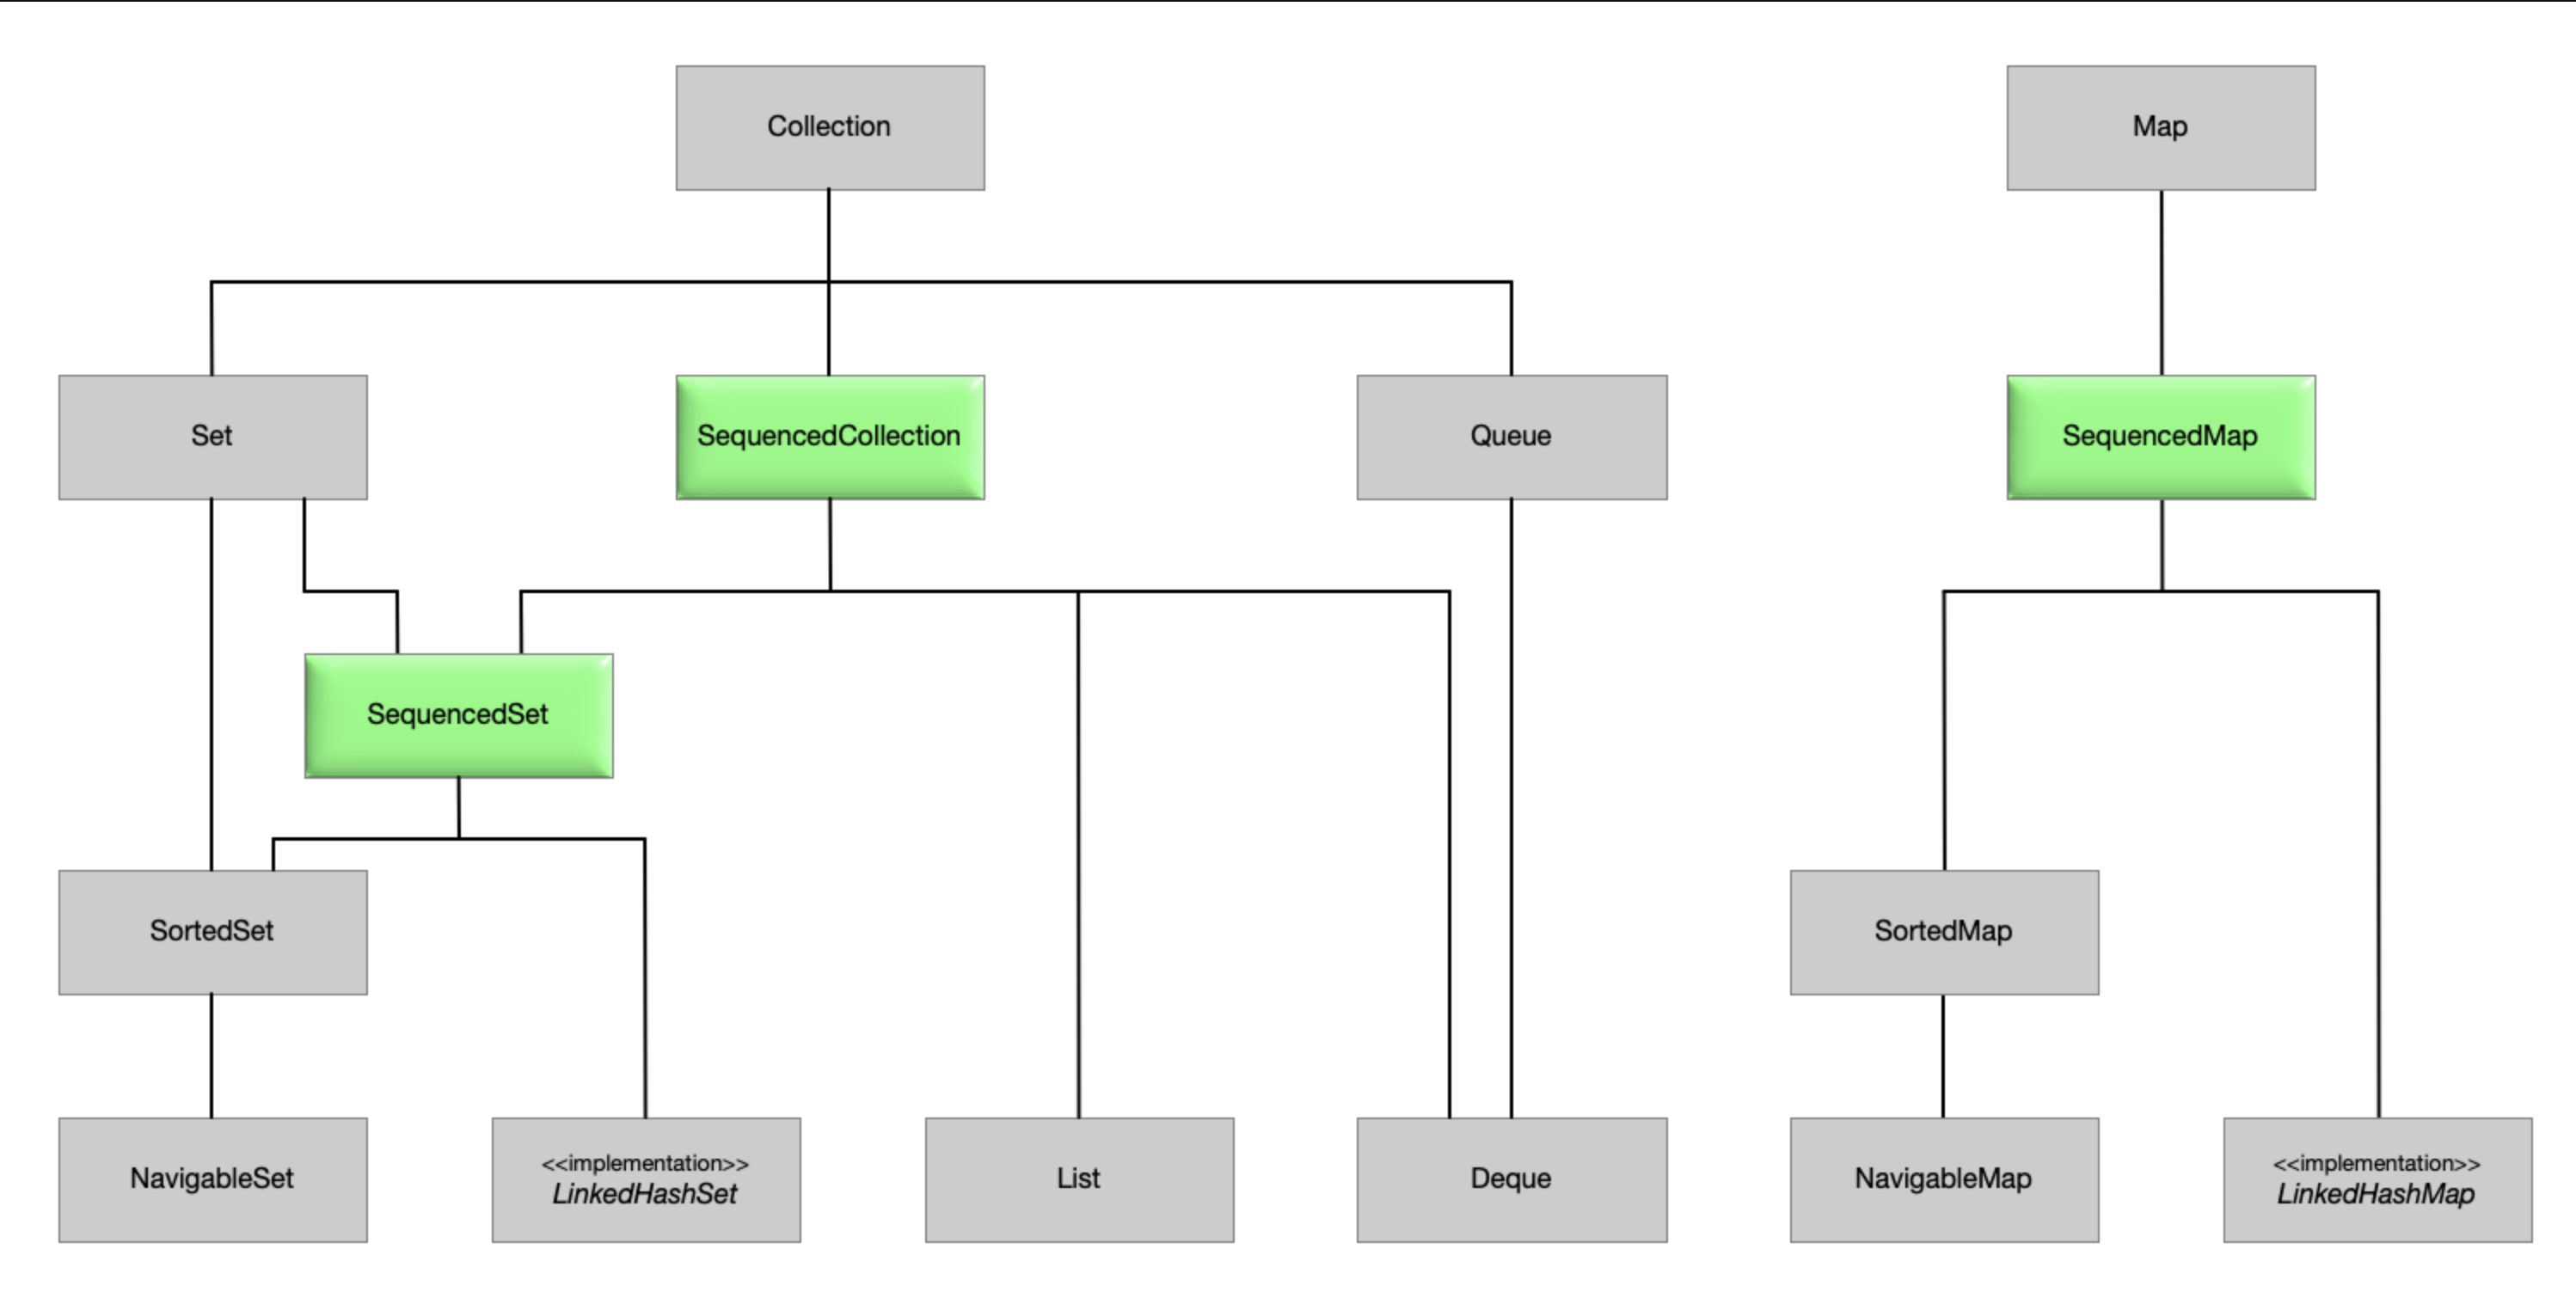 Collection
Map
Set
SequencedCollection
Queue
SequencedMap
SequencedSet
SortedSet
SortedMap
NavigableSet
<<implementation>>
LinkedHashSet
List
Deque
NavigableMap
<<implementation>>
LinkedHashMap